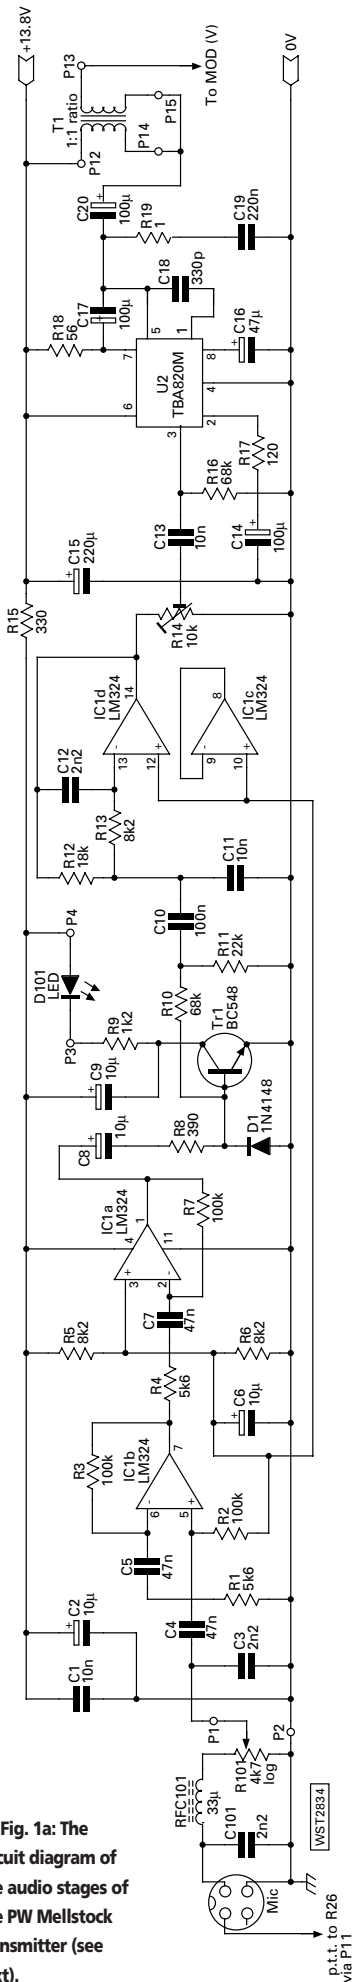 Fig. 1a: The
cuit diagram of
e audio stages of
e PW Mellstock
nsmitter (see
xt).
p.t.t. to R26
via P11
Mic
WST2834
C101
2n2
RFC101
33µ
R101
4k7
log
P1
P2
C1
10n
C2
10µ
+
C3
2n2
C4
47n
C5
47n
R1
5k6
R2
100k
R3
100k
IC1b
LM324
6
5
7
-
+
R4
5k6
C6
10µ
+
C7
47n
R5
8k2
R6
8k2
IC1a
LM324
3
2
4
11
1
+
-
R7
100k
C8
10µ
+
R8
390
D1
1N4148
C9
10µ
+
R9
1k2
P3
D101
LED
P4
Tr1
BC548
R10
68k
R11
22k
C10
100n
C11
10n
R12
18k
R13
8k2
C12
2n2
IC1d
LM324
13
12
14
-
+
IC1c
LM324
9
10
8
-
+
R14
10k
R15
330
C15
220µ
+
C13
10n
C14
100µ
+
R16
68k
R17
120
U2
TBA820M
3
6
7
5
1
8
4
2
R18
56
C17
100µ
+
C18
330p
C16
47µ
+
C20
100µ
+
R19
1
C19
220n
T1
1:1 ratio
P12
P13
P14
P15
To MOD (V)
+13.8V
0V